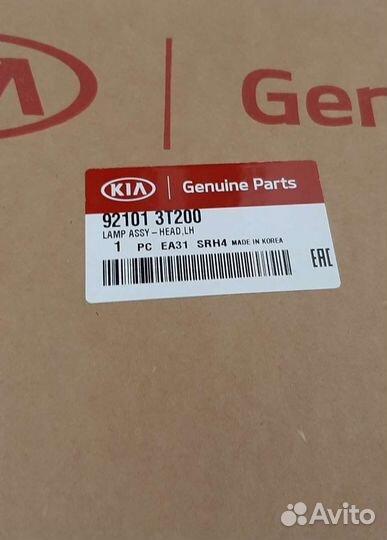 KIA
Gen
KIA Genuine Parts
92101 3T200
LAMP ASSY-HEAD,LH
1 PC EA31 SRH4 MADE IN KOREA
EAC
Avito